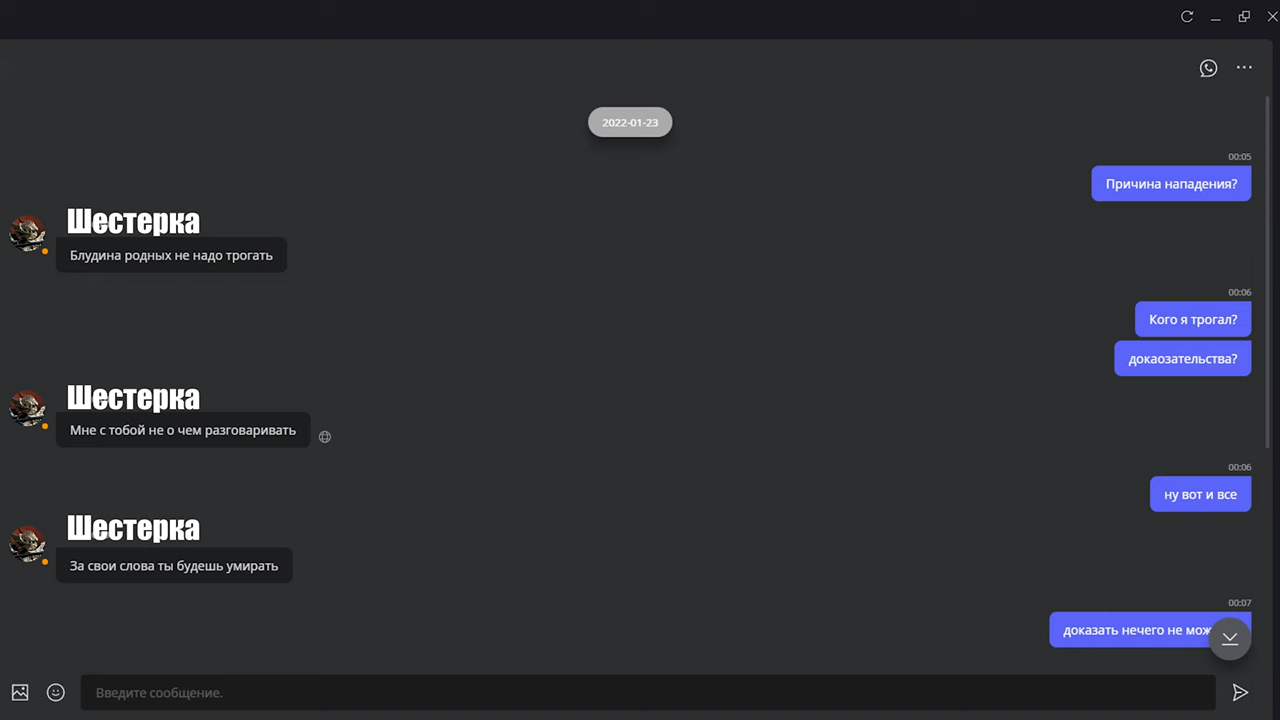 2022-01-23
00:05
Причина нападения?
Шестерка
Блудина родных не надо трогать
00:06
Кого я трогал?
докаозательства?
Шестерка
Мне с тобой не о чем разговаривать
00:06
ну вот и все
Шестерка
За свои слова ты будешь умирать
00:07
доказать нечего не мож
Введите сообщение.